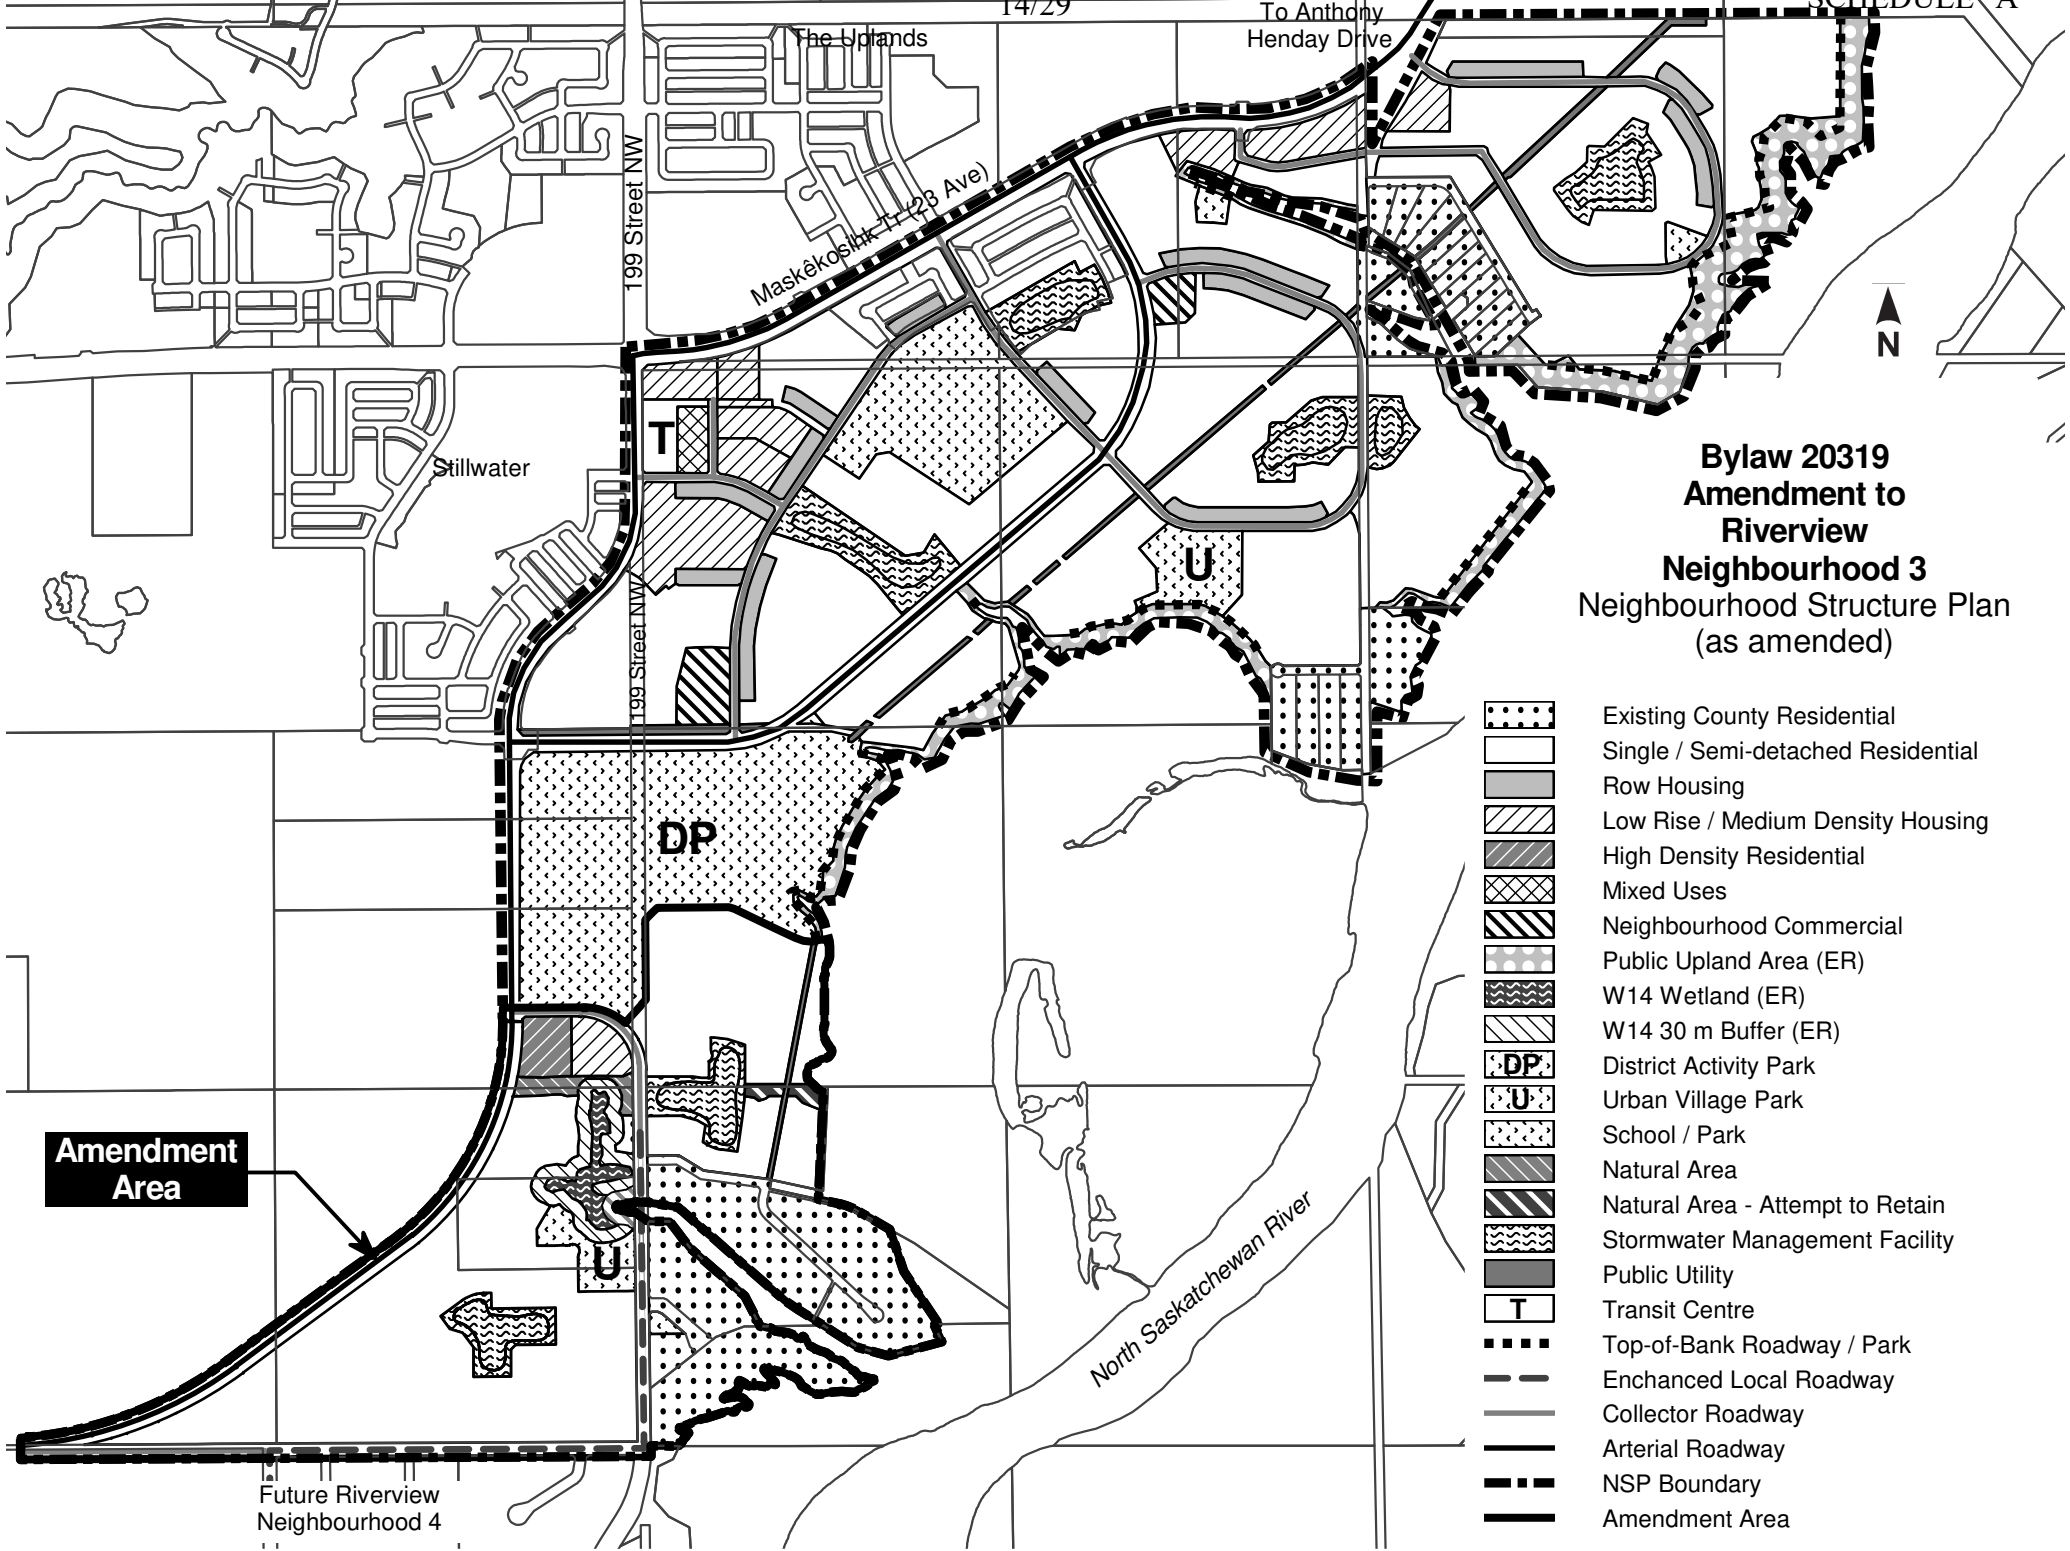 14/29
SCHEDULE "A"
To Anthony
Henday Drive
The Uplands
199 Street NW
Maskêkosihk Tr (23 Ave)
N
T
Stillwater
Bylaw 20319
Amendment to
Riverview
Neighbourhood 3
Neighbourhood Structure Plan
(as amended)
U
199 Street NW
DP
Existing County Residential
Single / Semi-detached Residential
Row Housing
Low Rise / Medium Density Housing
High Density Residential
Mixed Uses
Neighbourhood Commercial
Public Upland Area (ER)
W14 Wetland (ER)
W14 30 m Buffer (ER)
DP District Activity Park
U Urban Village Park
School / Park
Natural Area
Natural Area - Attempt to Retain
Stormwater Management Facility
Public Utility
T Transit Centre
Top-of-Bank Roadway / Park
Enchanced Local Roadway
Collector Roadway
Arterial Roadway
NSP Boundary
Amendment Area
Amendment
Area
U
North Saskatchewan River
Future Riverview
Neighbourhood 4